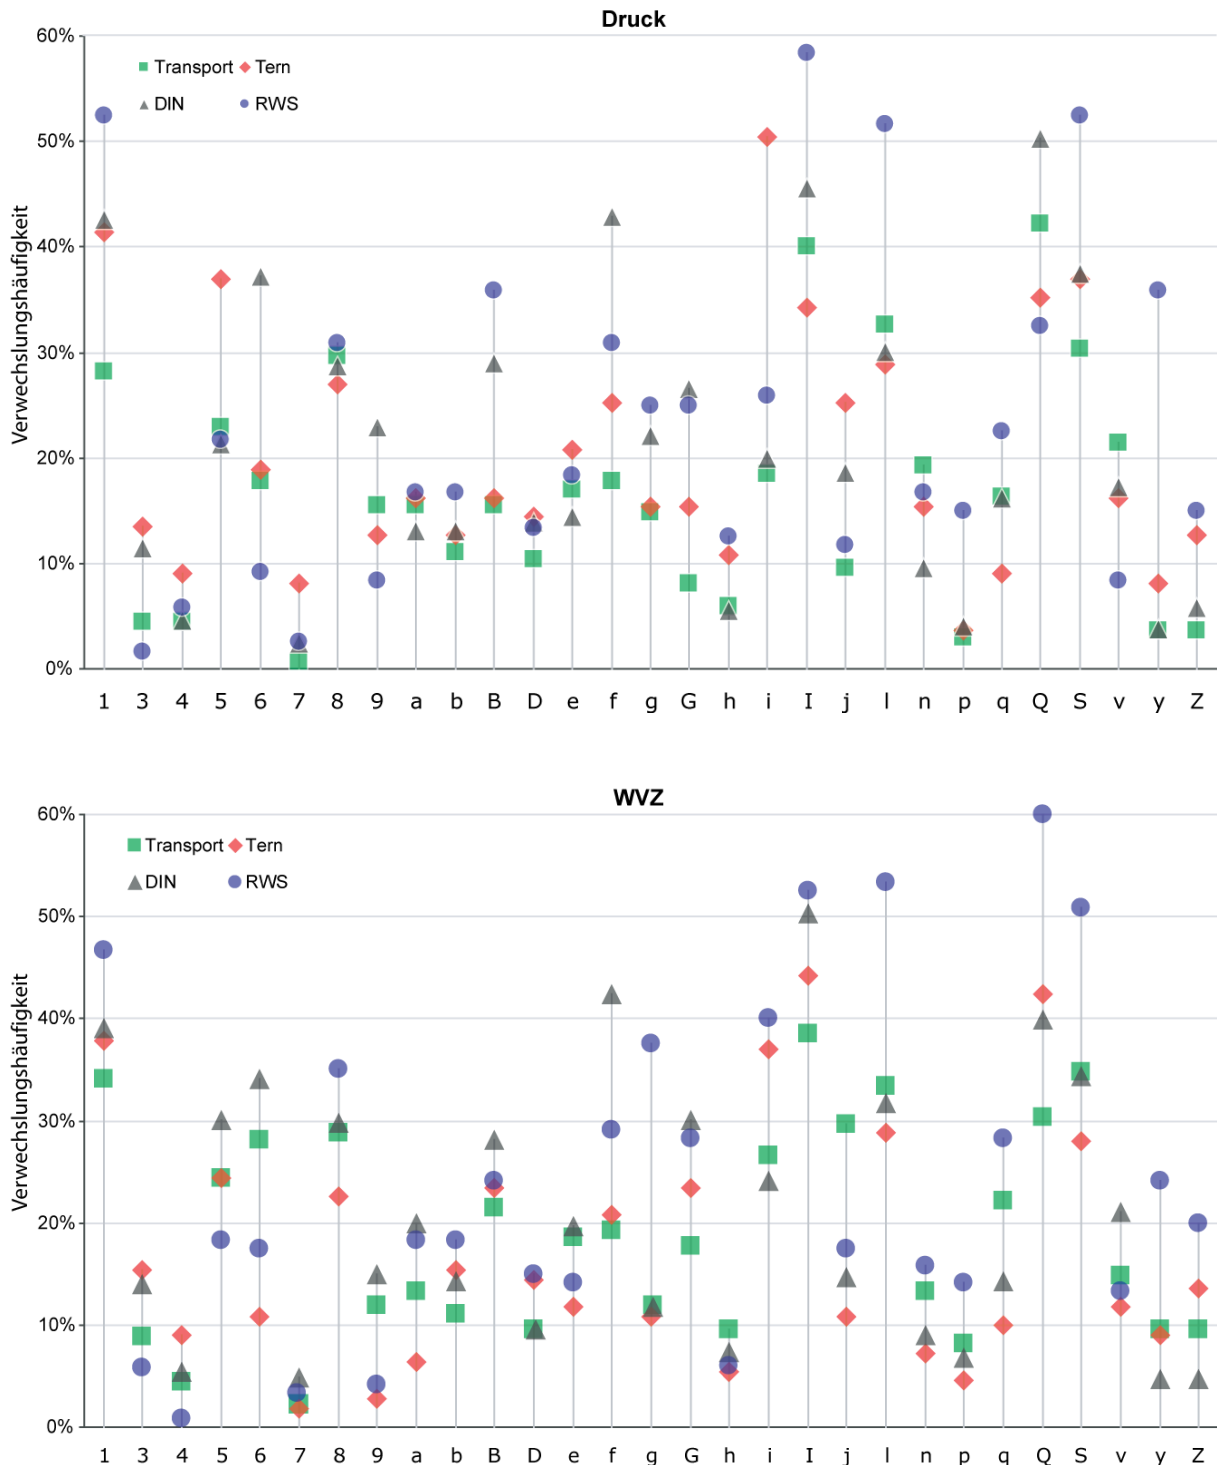 Druck
60%
Transport Tern
DIN RWS
50%
40%
Verwechslungshäufigkeit
30%
20%
10%
0%
1 3 4 5 6 7 8 9 a b B D e f g G h i I j l n p q Q S v y Z
WVZ
60%
Transport Tern
DIN RWS
50%
40%
Verwechslungshäufigkeit
30%
20%
10%
0%
1 3 4 5 6 7 8 9 a b B D e f g G h i I j l n p q Q S v y Z